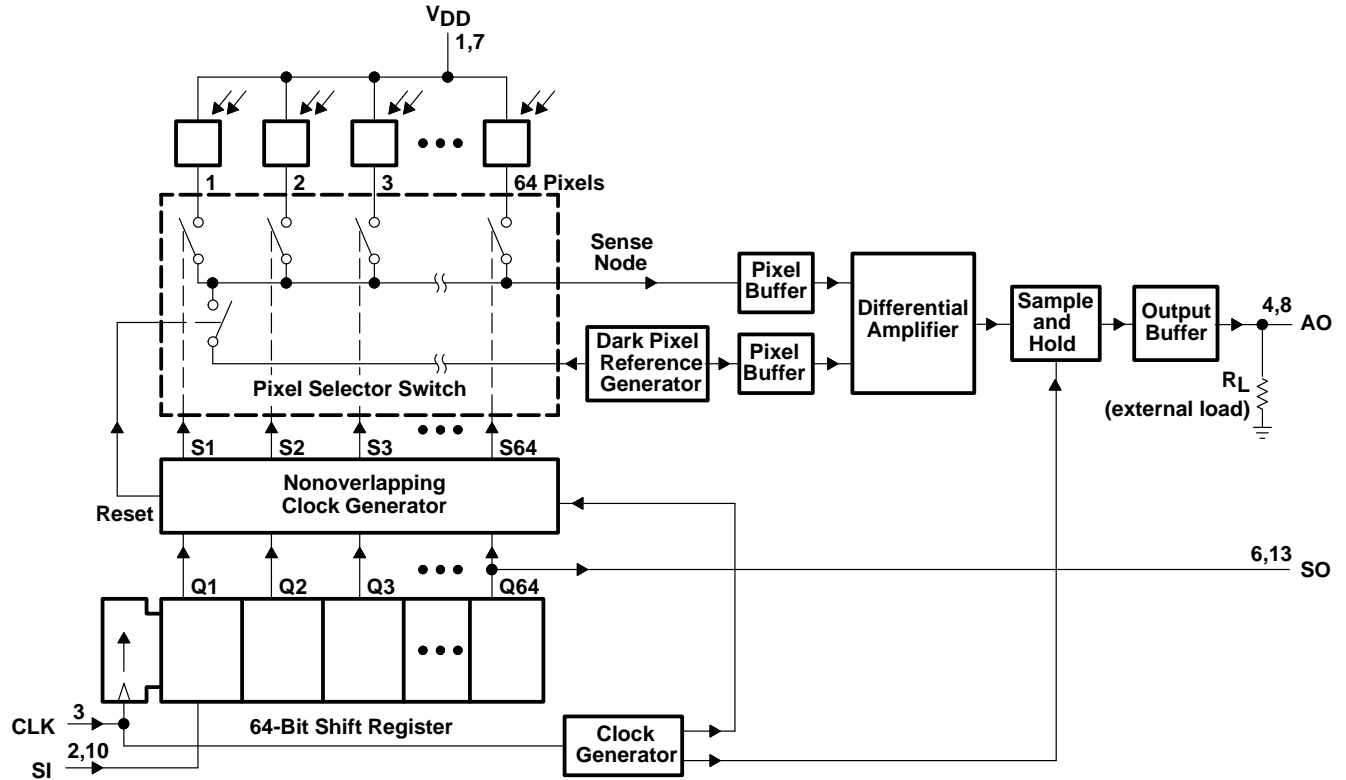 VDD
1,7
1
2
3
64 Pixels
Sense
Node
Pixel
Buffer
Differential
Amplifier
Sample
and
Hold
Output
Buffer
4,8
AO
Dark Pixel
Reference
Generator
Pixel
Buffer
RL
(external load)
Pixel Selector Switch
S1
S2
S3
S64
Nonoverlapping
Clock Generator
Reset
6,13
SO
Q1
Q2
Q3
Q64
3
CLK
64-Bit Shift Register
2,10
SI
Clock
Generator